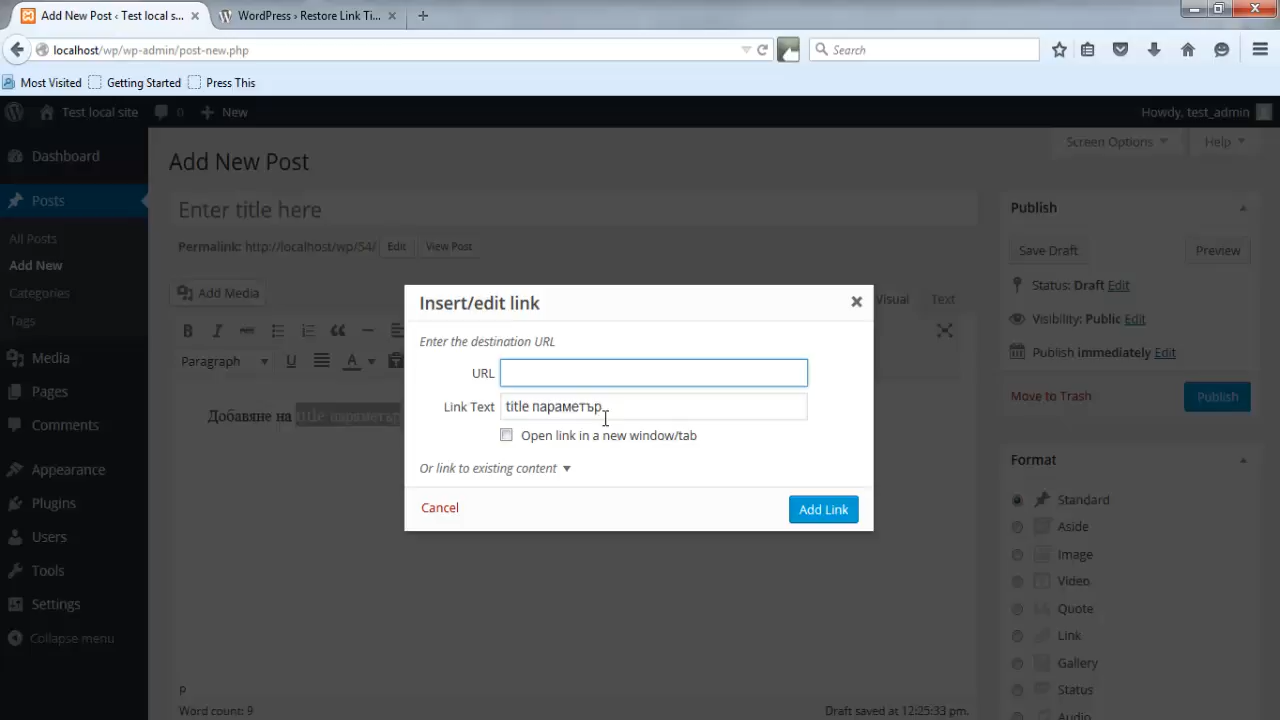 Add New Post ‹ Test local s...
WordPress › Restore Link Ti...
localhost/wp/wp-admin/post-new.php
Search
Most Visited
Getting Started
Press This
Test local site
0
New
Howdy, test_admin
Dashboard
Posts
All Posts
Add New
Categories
Tags
Media
Pages
Comments
Appearance
Plugins
Users
Tools
Settings
Collapse menu
Screen Options
Help
Add New Post
Enter title here
Permalink: http://localhost/wp/54/ Edit View Post
Add Media
Visual
Text
B I ABC
Paragraph U A
Добавяне на title параметър
Insert/edit link
Enter the destination URL
URL
Link Text title параметър
Open link in a new window/tab
Or link to existing content
Cancel
Add Link
P
Word count: 9
Draft saved at 12:25:33 pm.
Publish
Save Draft
Preview
Status: Draft Edit
Visibility: Public Edit
Publish immediately Edit
Move to Trash
Publish
Format
Standard
Aside
Image
Video
Quote
Link
Gallery
Status
Audio